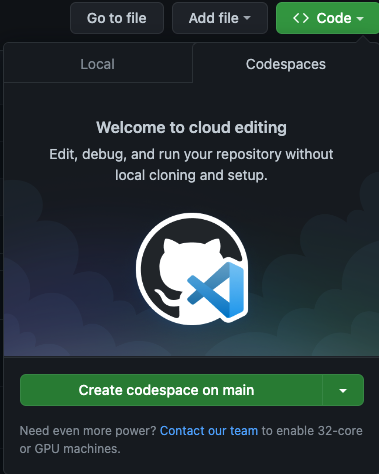 Go to file Add file <> Code
Local Codespaces
Welcome to cloud editing
Edit, debug, and run your repository without
local cloning and setup.
Create codespace on main
Need even more power? Contact our team to enable 32-core
or GPU machines.